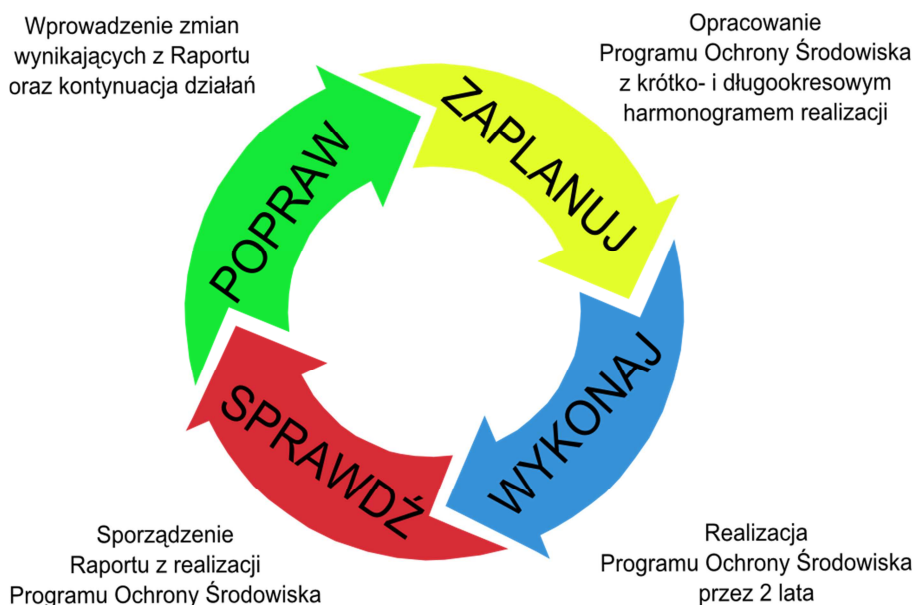 Wprowadzenie zmian
wynikających z Raportu
oraz kontynuacja działań
Opracowanie
Programu Ochrony Środowiska
z krótko- i długookresowym
harmonogramem realizacji
ZAPLANUJ
POPRAW
WYKONAJ
SPRAWDŹ
Sporządzenie
Raportu z realizacji
Programu Ochrony Środowiska
Realizacja
Programu Ochrony Środowiska
przez 2 lata